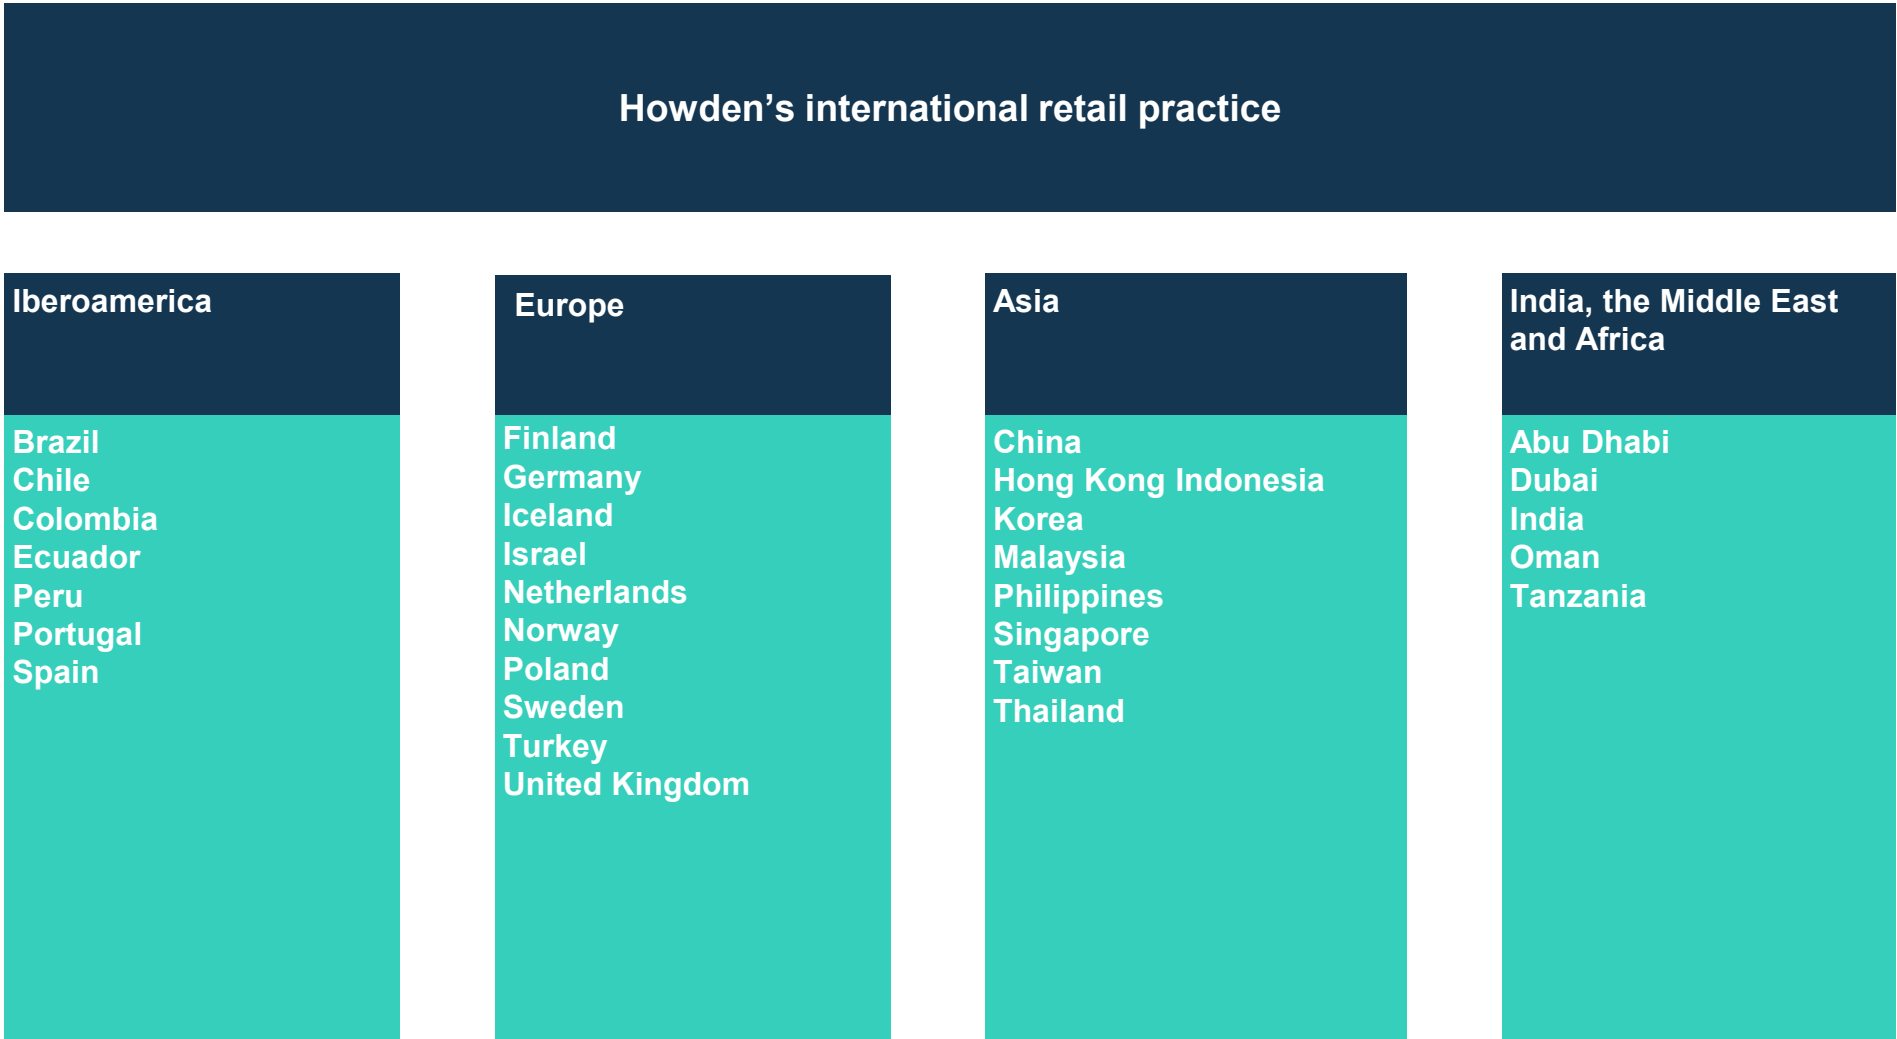 Howden’s international retail practice
Iberoamerica
Brazil
Chile
Colombia
Ecuador
Peru
Portugal
Spain
Europe
Finland
Germany
Iceland
Israel
Netherlands
Norway
Poland
Sweden
Turkey
United Kingdom
Asia
China
Hong Kong Indonesia
Korea
Malaysia
Philippines
Singapore
Taiwan
Thailand
India, the Middle East
and Africa
Abu Dhabi
Dubai
India
Oman
Tanzania